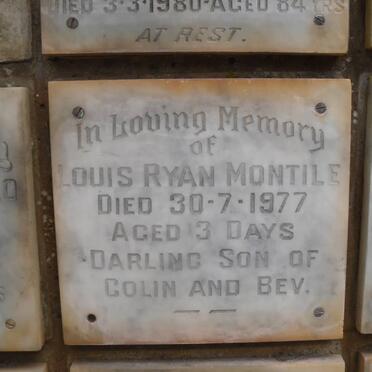 DIED 3·3·1980·AGED 84 YRS
AT REST.
In Loving Memory
of
LOUIS RYAN MONTILE
DIED 30·7·1977
AGED 3 DAYS
DARLING SON OF
COLIN AND BEV.